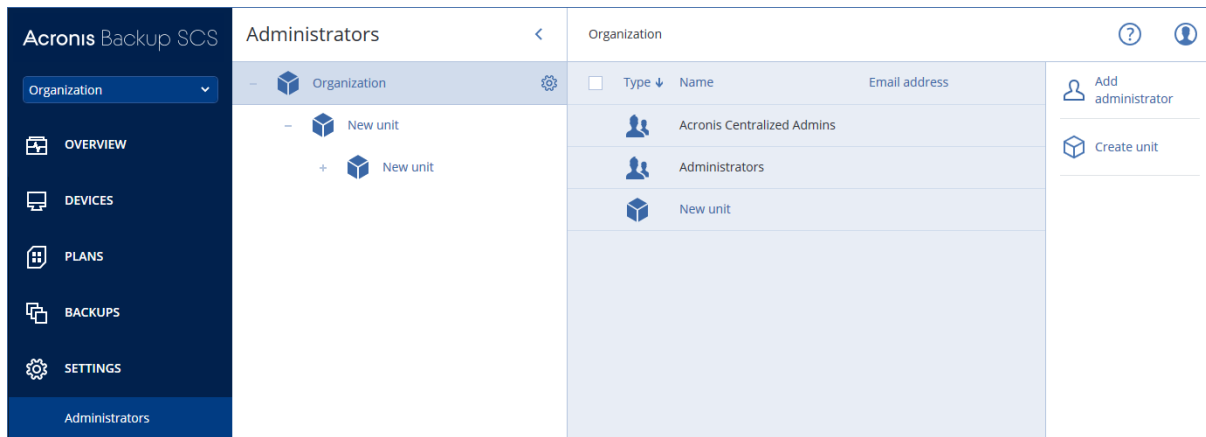 Acronis Backup SCS
Organization
OVERVIEW
DEVICES
PLANS
BACKUPS
SETTINGS
Administrators
Administrators
Organization
New unit
New unit
Organization
Type Name Email address
Acronis Centralized Admins
Administrators
New unit
Add
administrator
Create unit